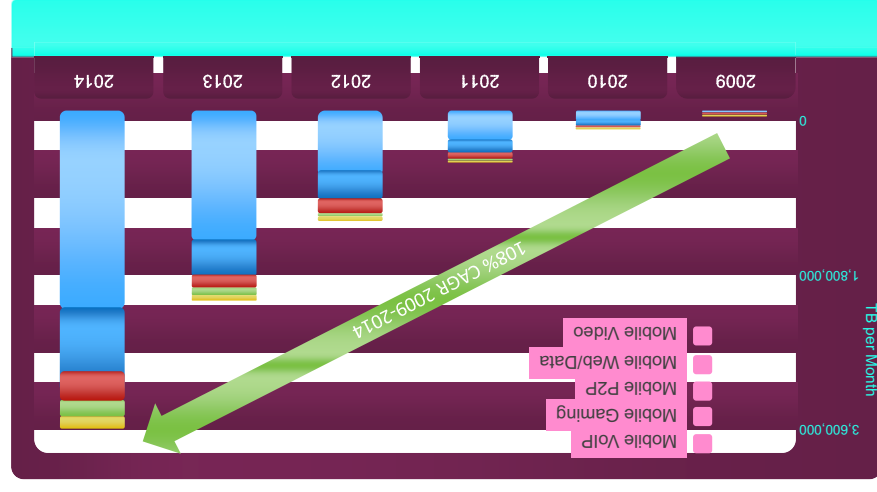 Mobile VoIP
Mobile Gaming
Mobile P2P
Mobile Web/Data
Mobile Video
3,600,000
1,800,000
0
TB per Month
108% CAGR 2009-2014
2009
2010
2011
2012
2013
2014